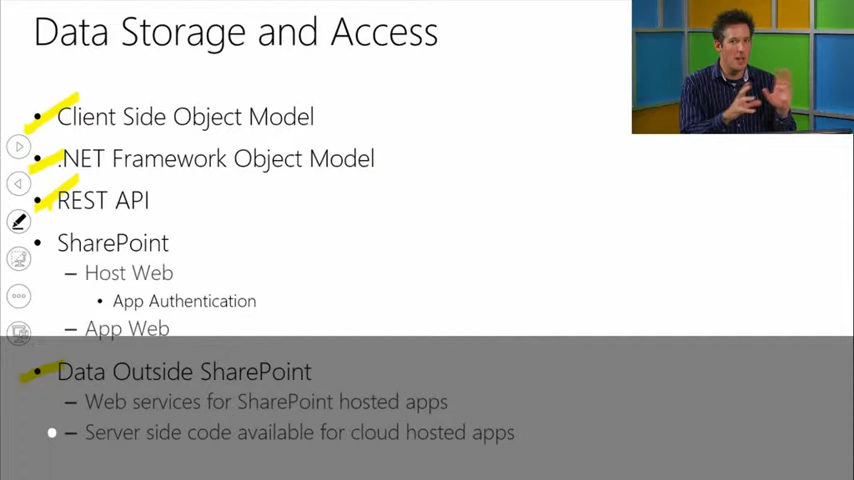 Data Storage and Access
• Client Side Object Model
• .NET Framework Object Model
• REST API
• SharePoint
– Host Web
• App Authentication
– App Web
• Data Outside SharePoint
– Web services for SharePoint hosted apps
– Server side code available for cloud hosted apps